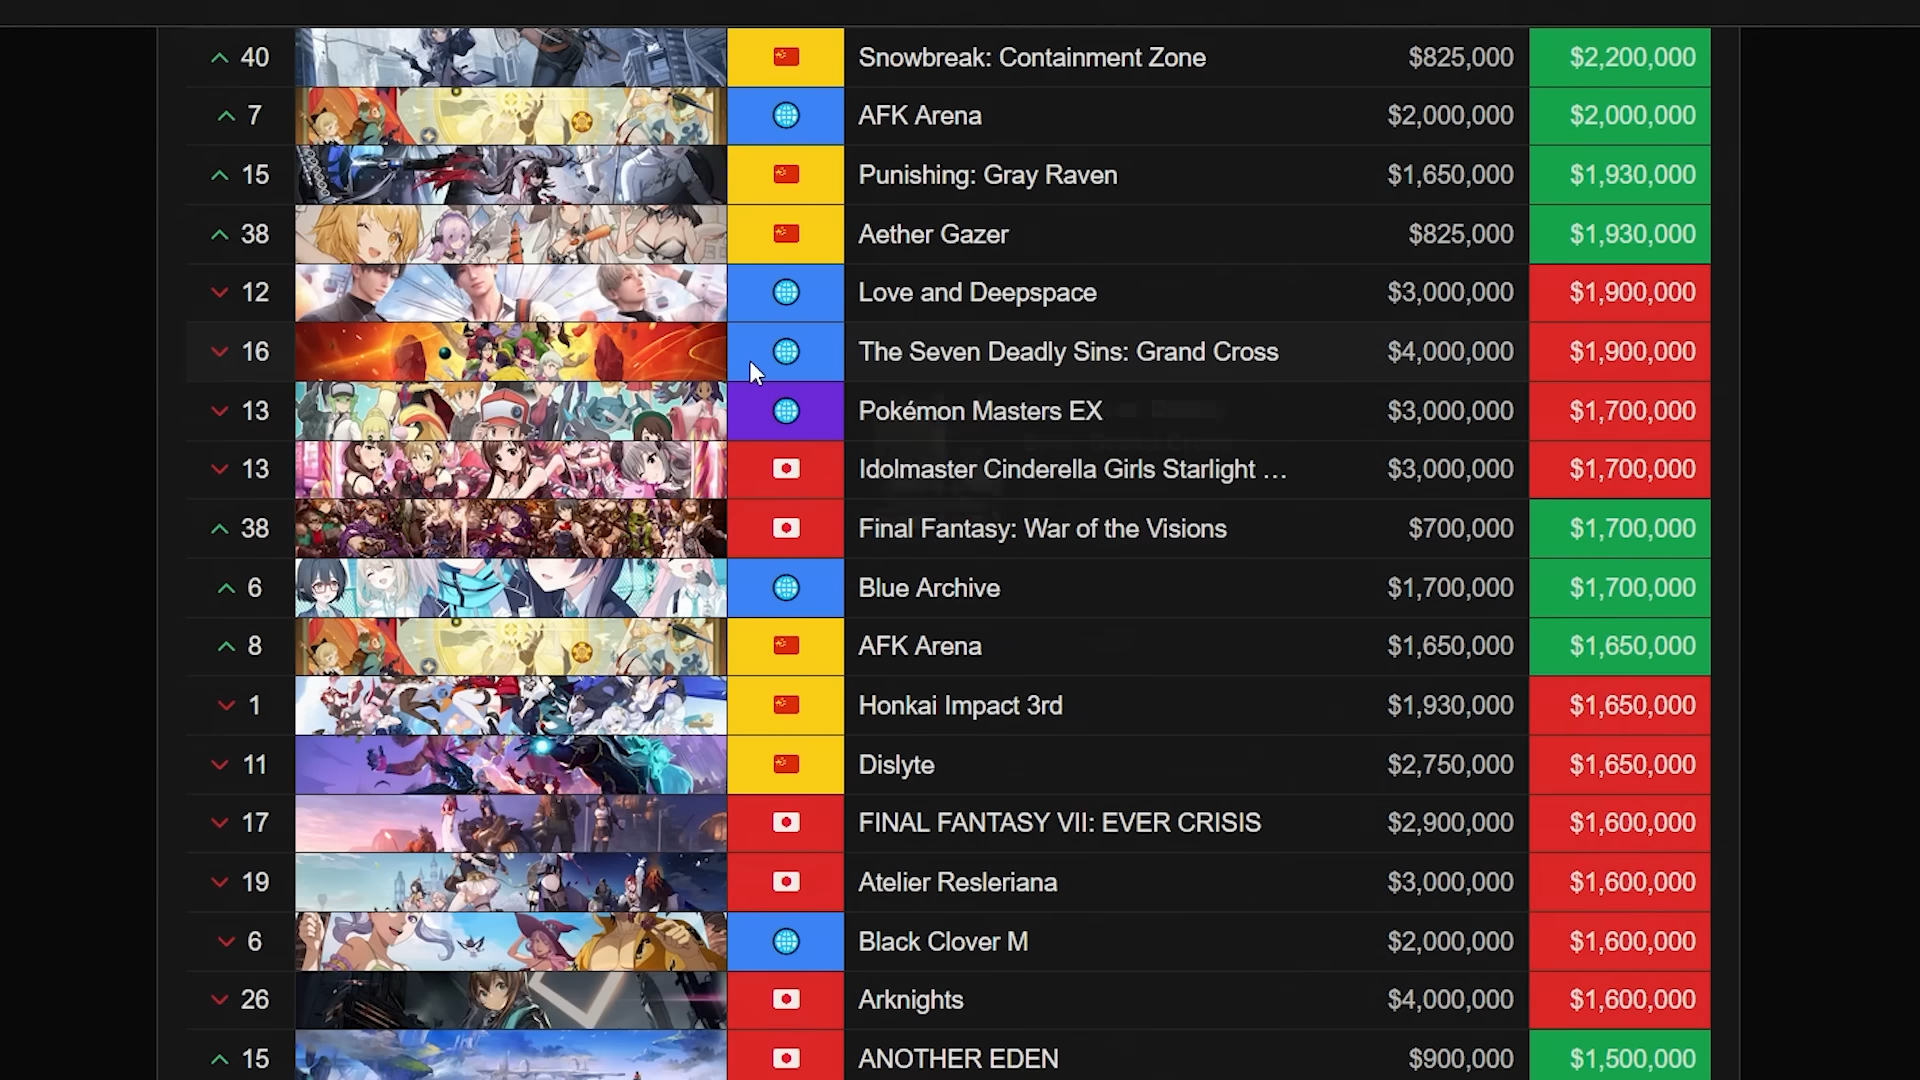 40 Snowbreak: Containment Zone $825,000 $2,200,000
7 AFK Arena $2,000,000 $2,000,000
15 Punishing: Gray Raven $1,650,000 $1,930,000
38 Aether Gazer $825,000 $1,930,000
12 Love and Deepspace $3,000,000 $1,900,000
16 The Seven Deadly Sins: Grand Cross $4,000,000 $1,900,000
13 Pokémon Masters EX $3,000,000 $1,700,000
13 Idolmaster Cinderella Girls Starlight … $3,000,000 $1,700,000
38 Final Fantasy: War of the Visions $700,000 $1,700,000
6 Blue Archive $1,700,000 $1,700,000
8 AFK Arena $1,650,000 $1,650,000
1 Honkai Impact 3rd $1,930,000 $1,650,000
11 Dislyte $2,750,000 $1,650,000
17 FINAL FANTASY VII: EVER CRISIS $2,900,000 $1,600,000
19 Atelier Resleriana $3,000,000 $1,600,000
6 Black Clover M $2,000,000 $1,600,000
26 Arknights $4,000,000 $1,600,000
15 ANOTHER EDEN $900,000 $1,500,000